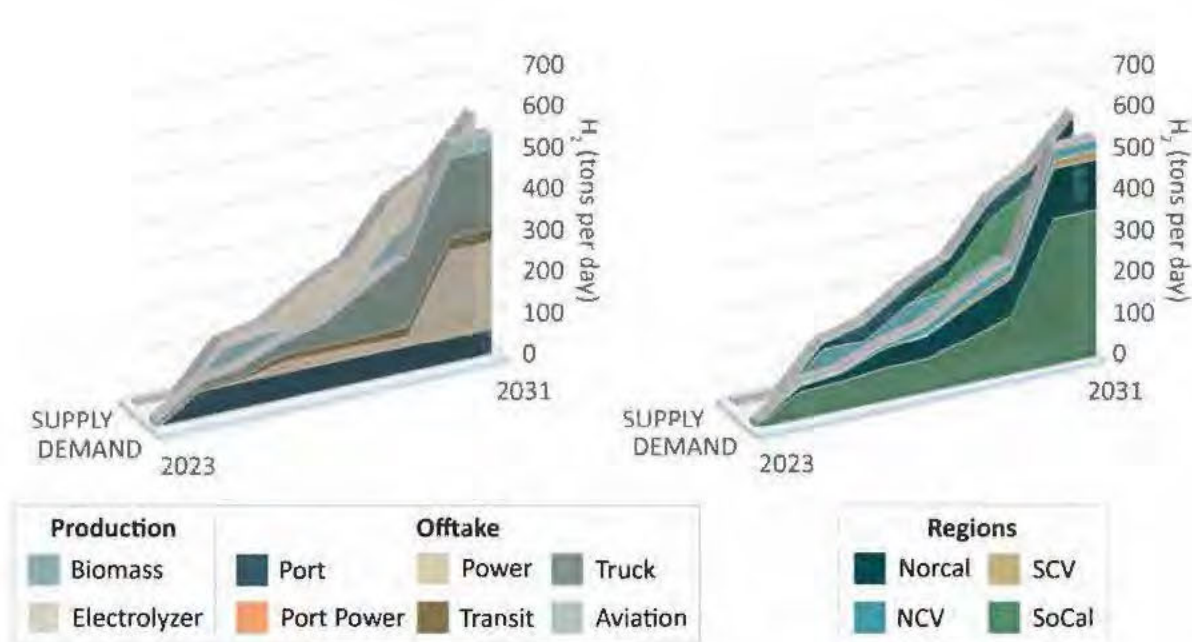 700
600
500
400
300
200
100
0
H₂ (tons per day)
2031
SUPPLY
DEMAND
2023
700
600
500
400
300
200
100
0
H₂ (tons per day)
2031
SUPPLY
DEMAND
2023
Production
Biomass
Electrolyzer
Offtake
Port
Power
Truck
Port Power
Transit
Aviation
Regions
Norcal
SCV
NCV
SoCal